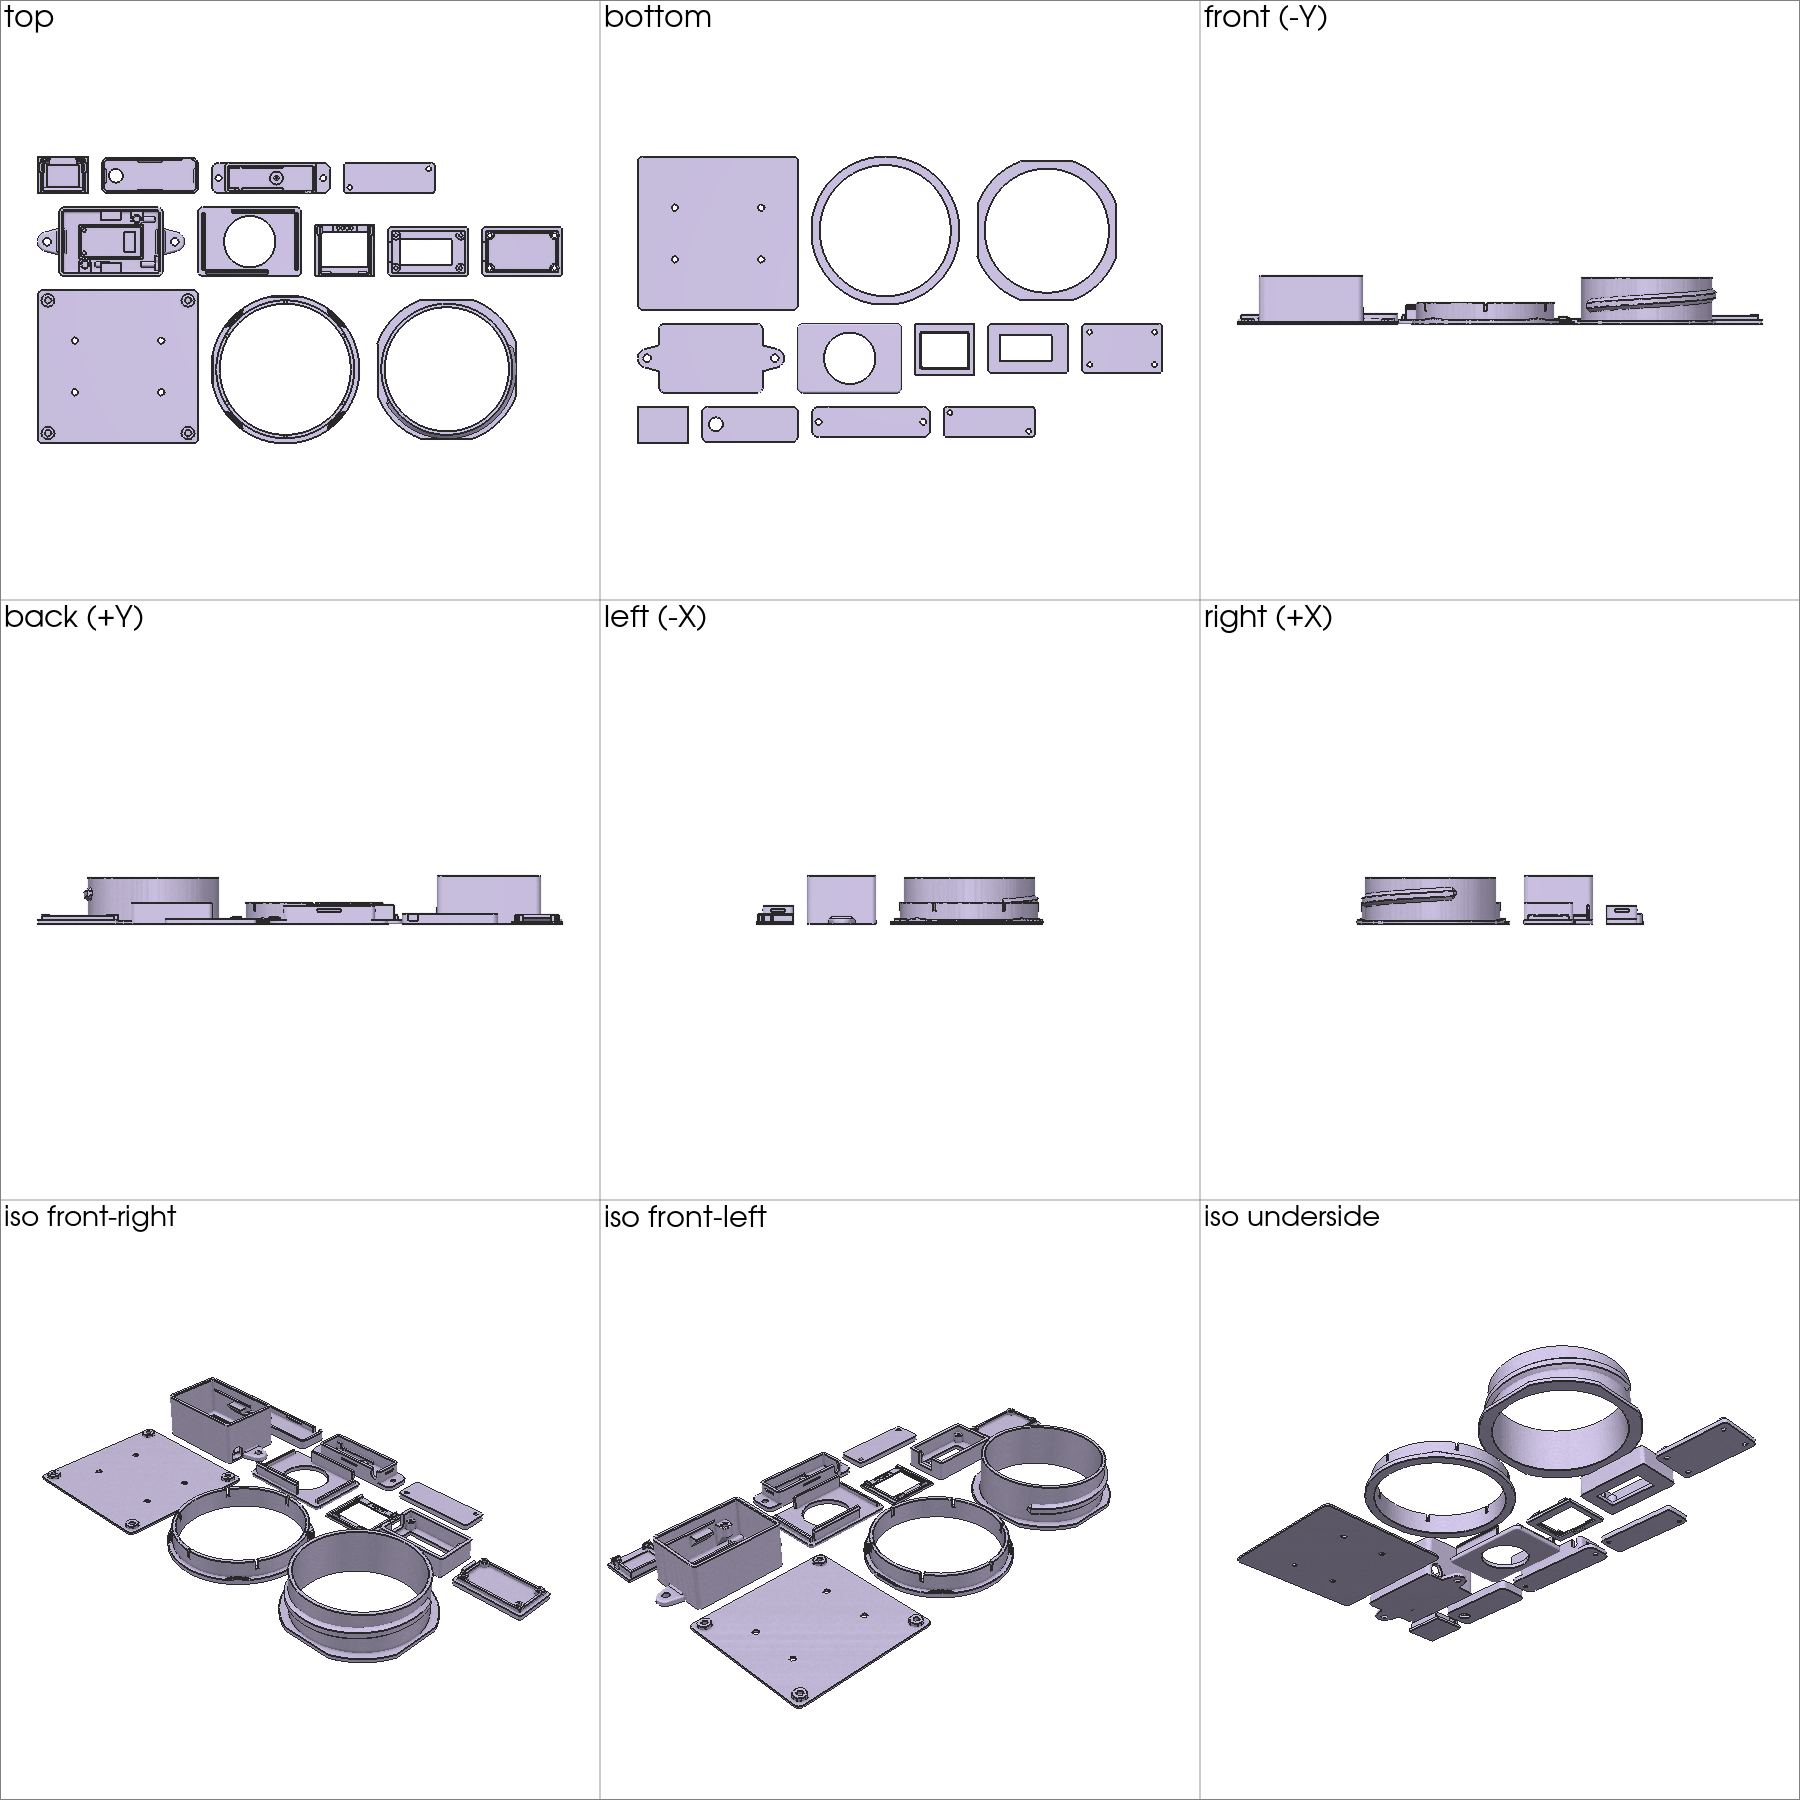 top
bottom
front (-Y)
back (+Y)
left (-X)
right (+X)
iso front-right
iso front-left
iso underside